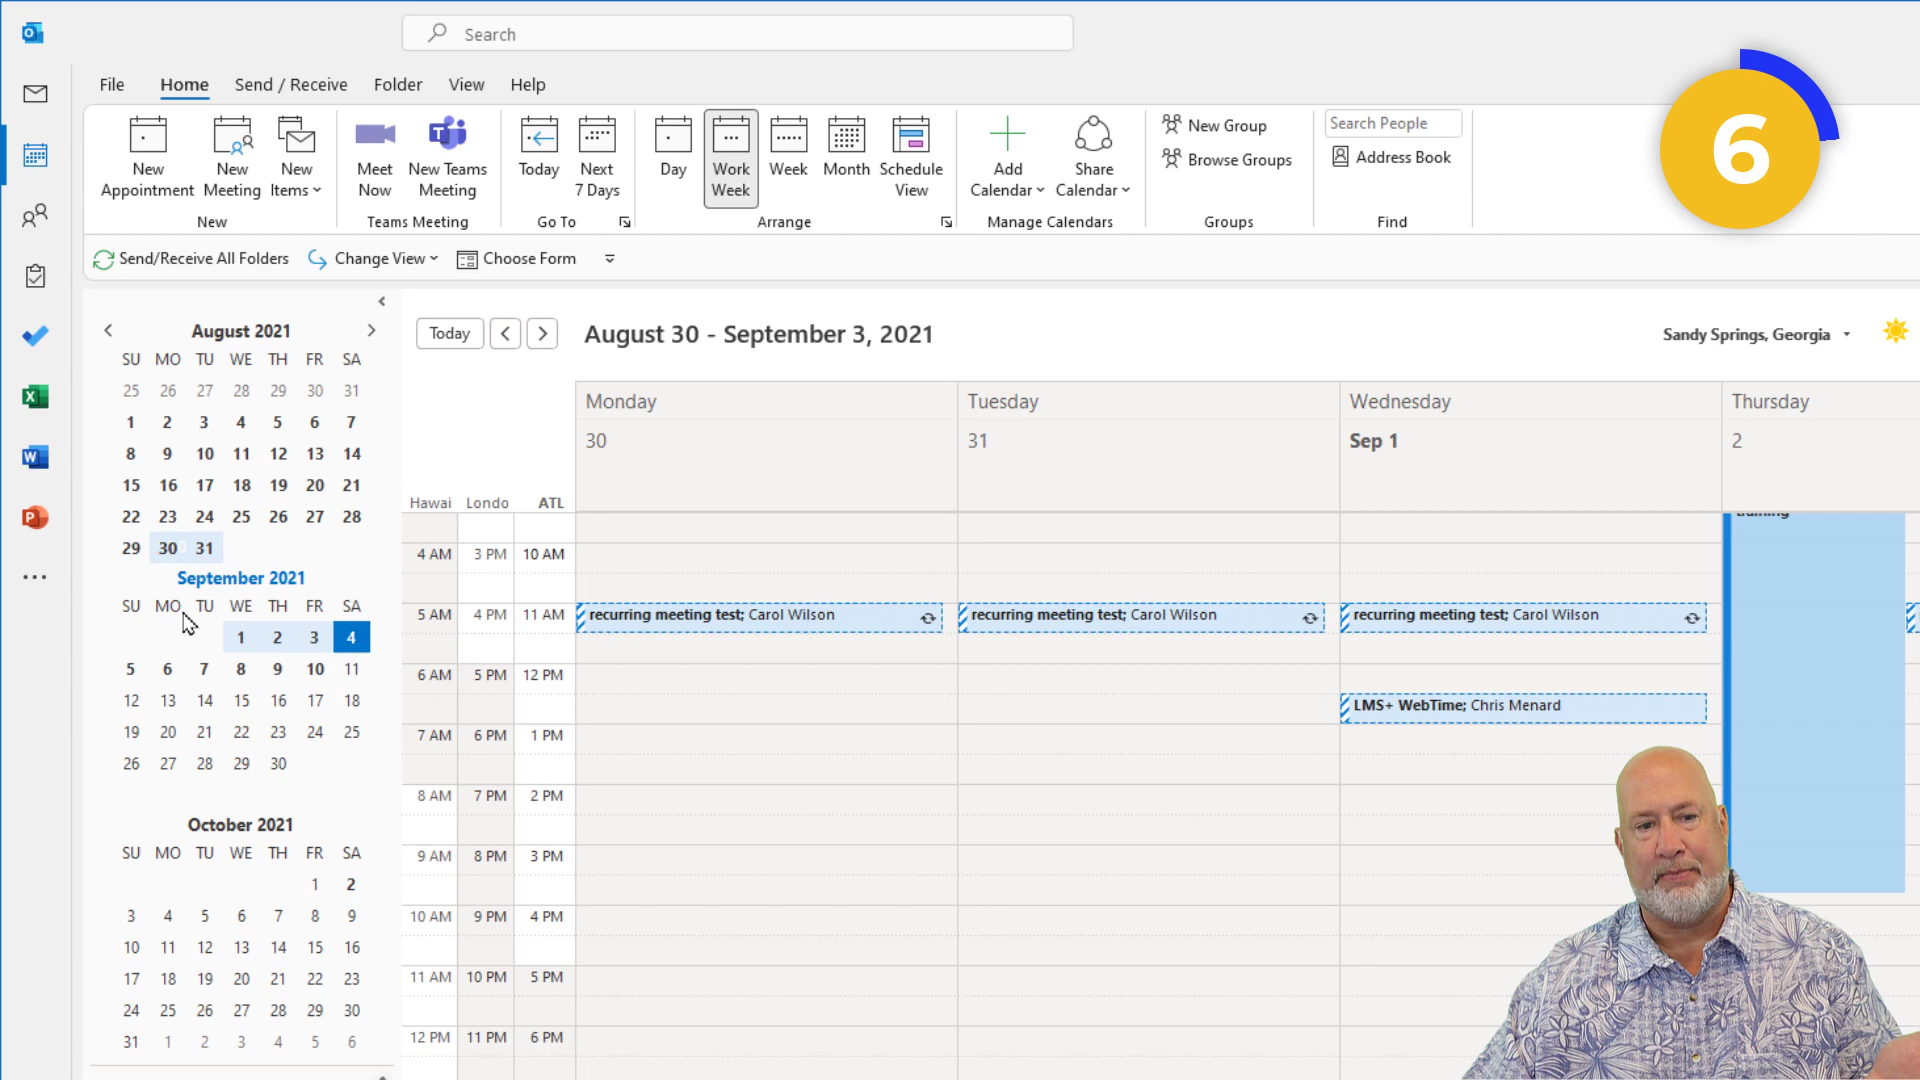 Search
File Home Send / Receive Folder View Help
6
New Appointment
New Meeting
New Items
New
Meet Now
New Teams Meeting
Teams Meeting
Today
Next 7 Days
Go To
Day
Work Week
Week
Month
Schedule View
Arrange
Add Calendar
Share Calendar
Manage Calendars
New Group
Browse Groups
Groups
Search People
Address Book
Find
Send/Receive All Folders Change View Choose Form
August 2021
SU MO TU WE TH FR SA
25 26 27 28 29 30 31
1 2 3 4 5 6 7
8 9 10 11 12 13 14
15 16 17 18 19 20 21
22 23 24 25 26 27 28
29 30 31
September 2021
SU MO TU WE TH FR SA
1 2 3 4
5 6 7 8 9 10 11
12 13 14 15 16 17 18
19 20 21 22 23 24 25
26 27 28 29 30
October 2021
SU MO TU WE TH FR SA
1 2
3 4 5 6 7 8 9
10 11 12 13 14 15 16
17 18 19 20 21 22 23
24 25 26 27 28 29 30
31 1 2 3 4 5 6
Today August 30 - September 3, 2021 Sandy Springs, Georgia
Monday Tuesday Wednesday Thursday
30 31 Sep 1 2
Hawai Londo ATL
training
4 AM 3 PM 10 AM
5 AM 4 PM 11 AM
recurring meeting test; Carol Wilson
recurring meeting test; Carol Wilson
recurring meeting test; Carol Wilson
6 AM 5 PM 12 PM
LMS+ WebTime; Chris Menard
7 AM 6 PM 1 PM
8 AM 7 PM 2 PM
9 AM 8 PM 3 PM
10 AM 9 PM 4 PM
11 AM 10 PM 5 PM
12 PM 11 PM 6 PM